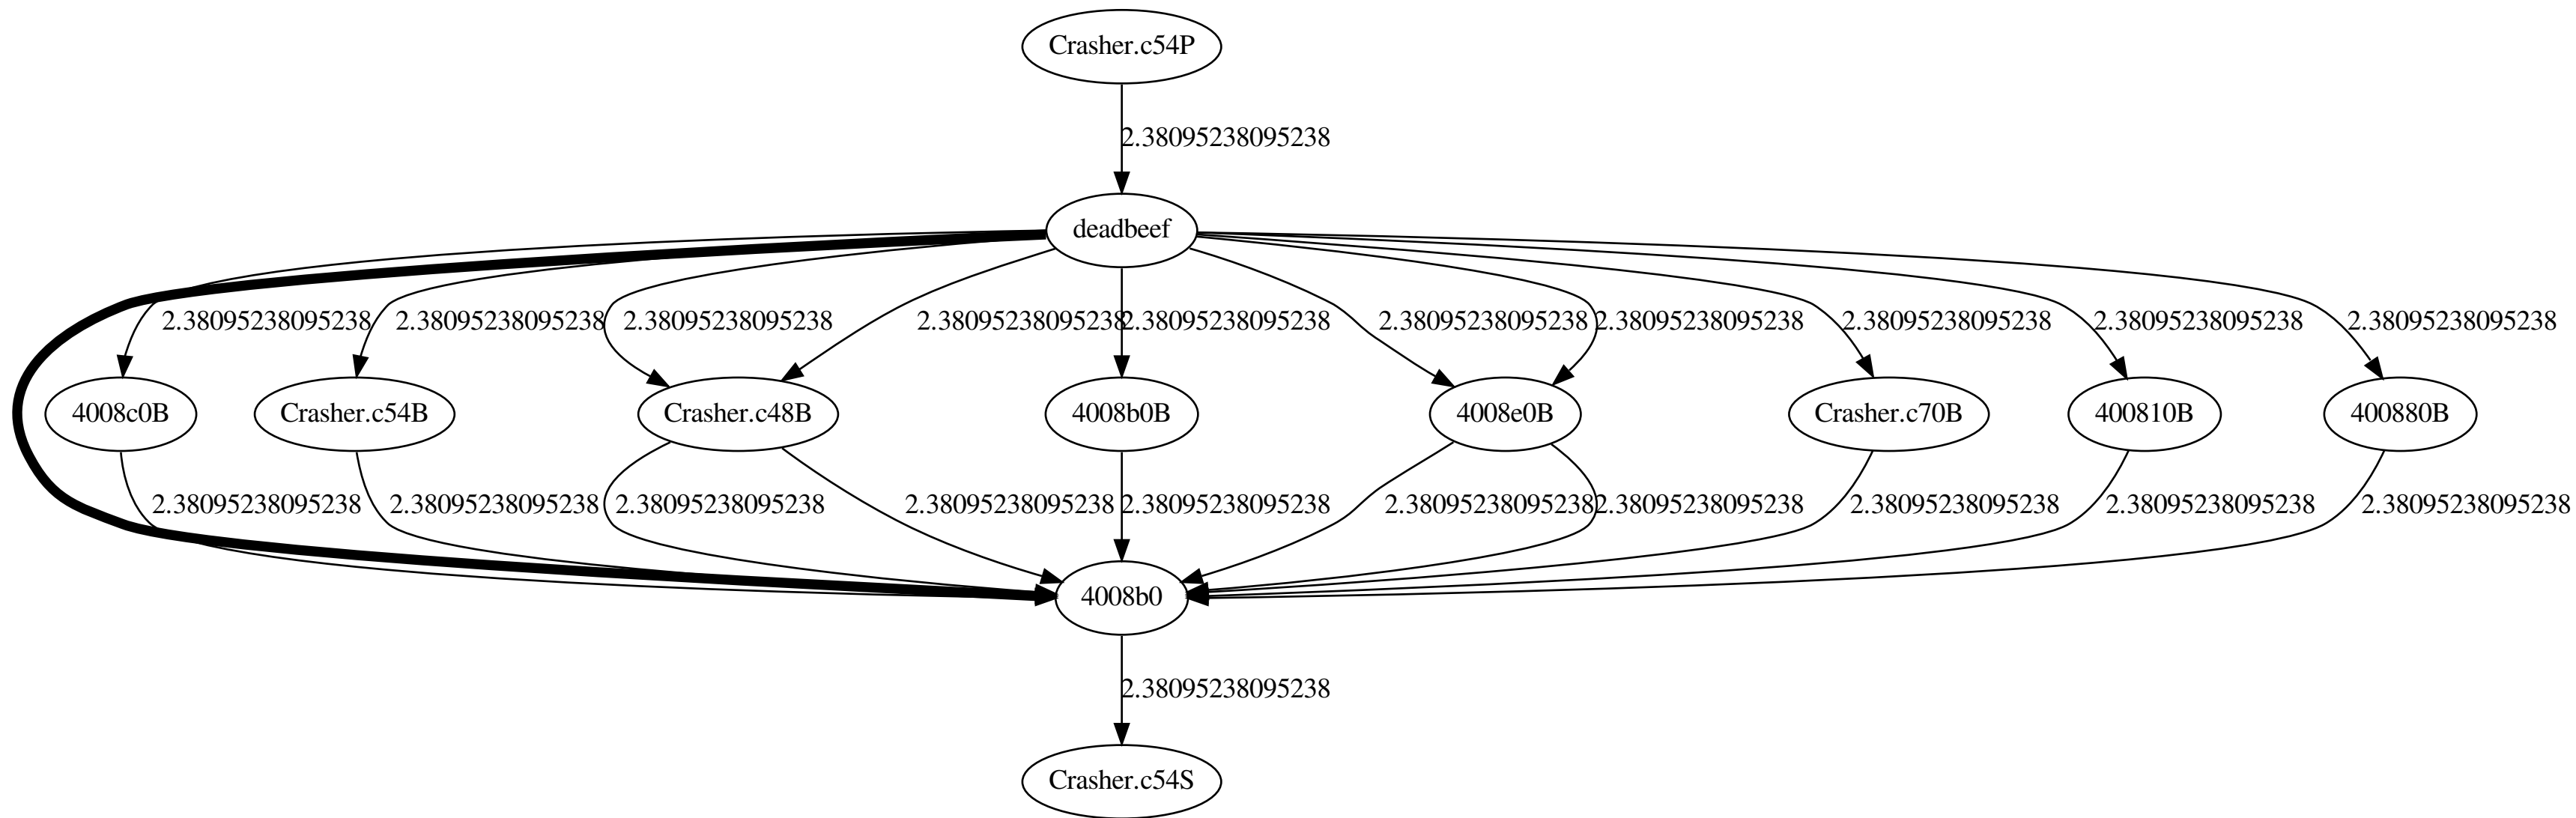 Crasher.c54P
2.38095238095238
deadbeef
2.38095238095238 2.38095238095238 2.38095238095238 2.38095238095238 2.38095238095238 2.38095238095238 2.38095238095238 2.38095238095238 2.38095238095238 2.38095238095238
4008c0B Crasher.c54B Crasher.c48B 4008b0B 4008e0B Crasher.c70B 400810B 400880B
2.38095238095238 2.38095238095238 2.38095238095238 2.38095238095238 2.38095238095238 2.38095238095238 2.38095238095238 2.38095238095238 2.38095238095238 2.38095238095238
4008b0
2.38095238095238
Crasher.c54S